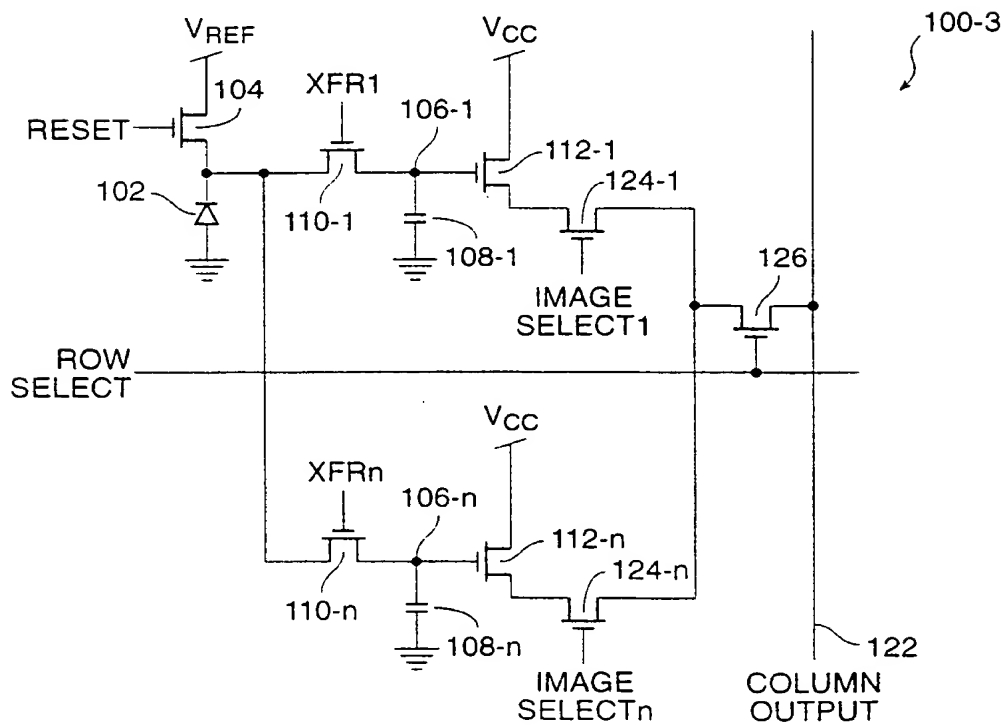 100-3
VREF
VCC
104
XFR1
106-1
RESET
112-1
124-1
102
110-1
108-1
126
IMAGE
SELECT1
ROW
SELECT
VCC
XFRn
106-n
112-n
124-n
110-n
108-n
122
IMAGE
SELECTn
COLUMN
OUTPUT